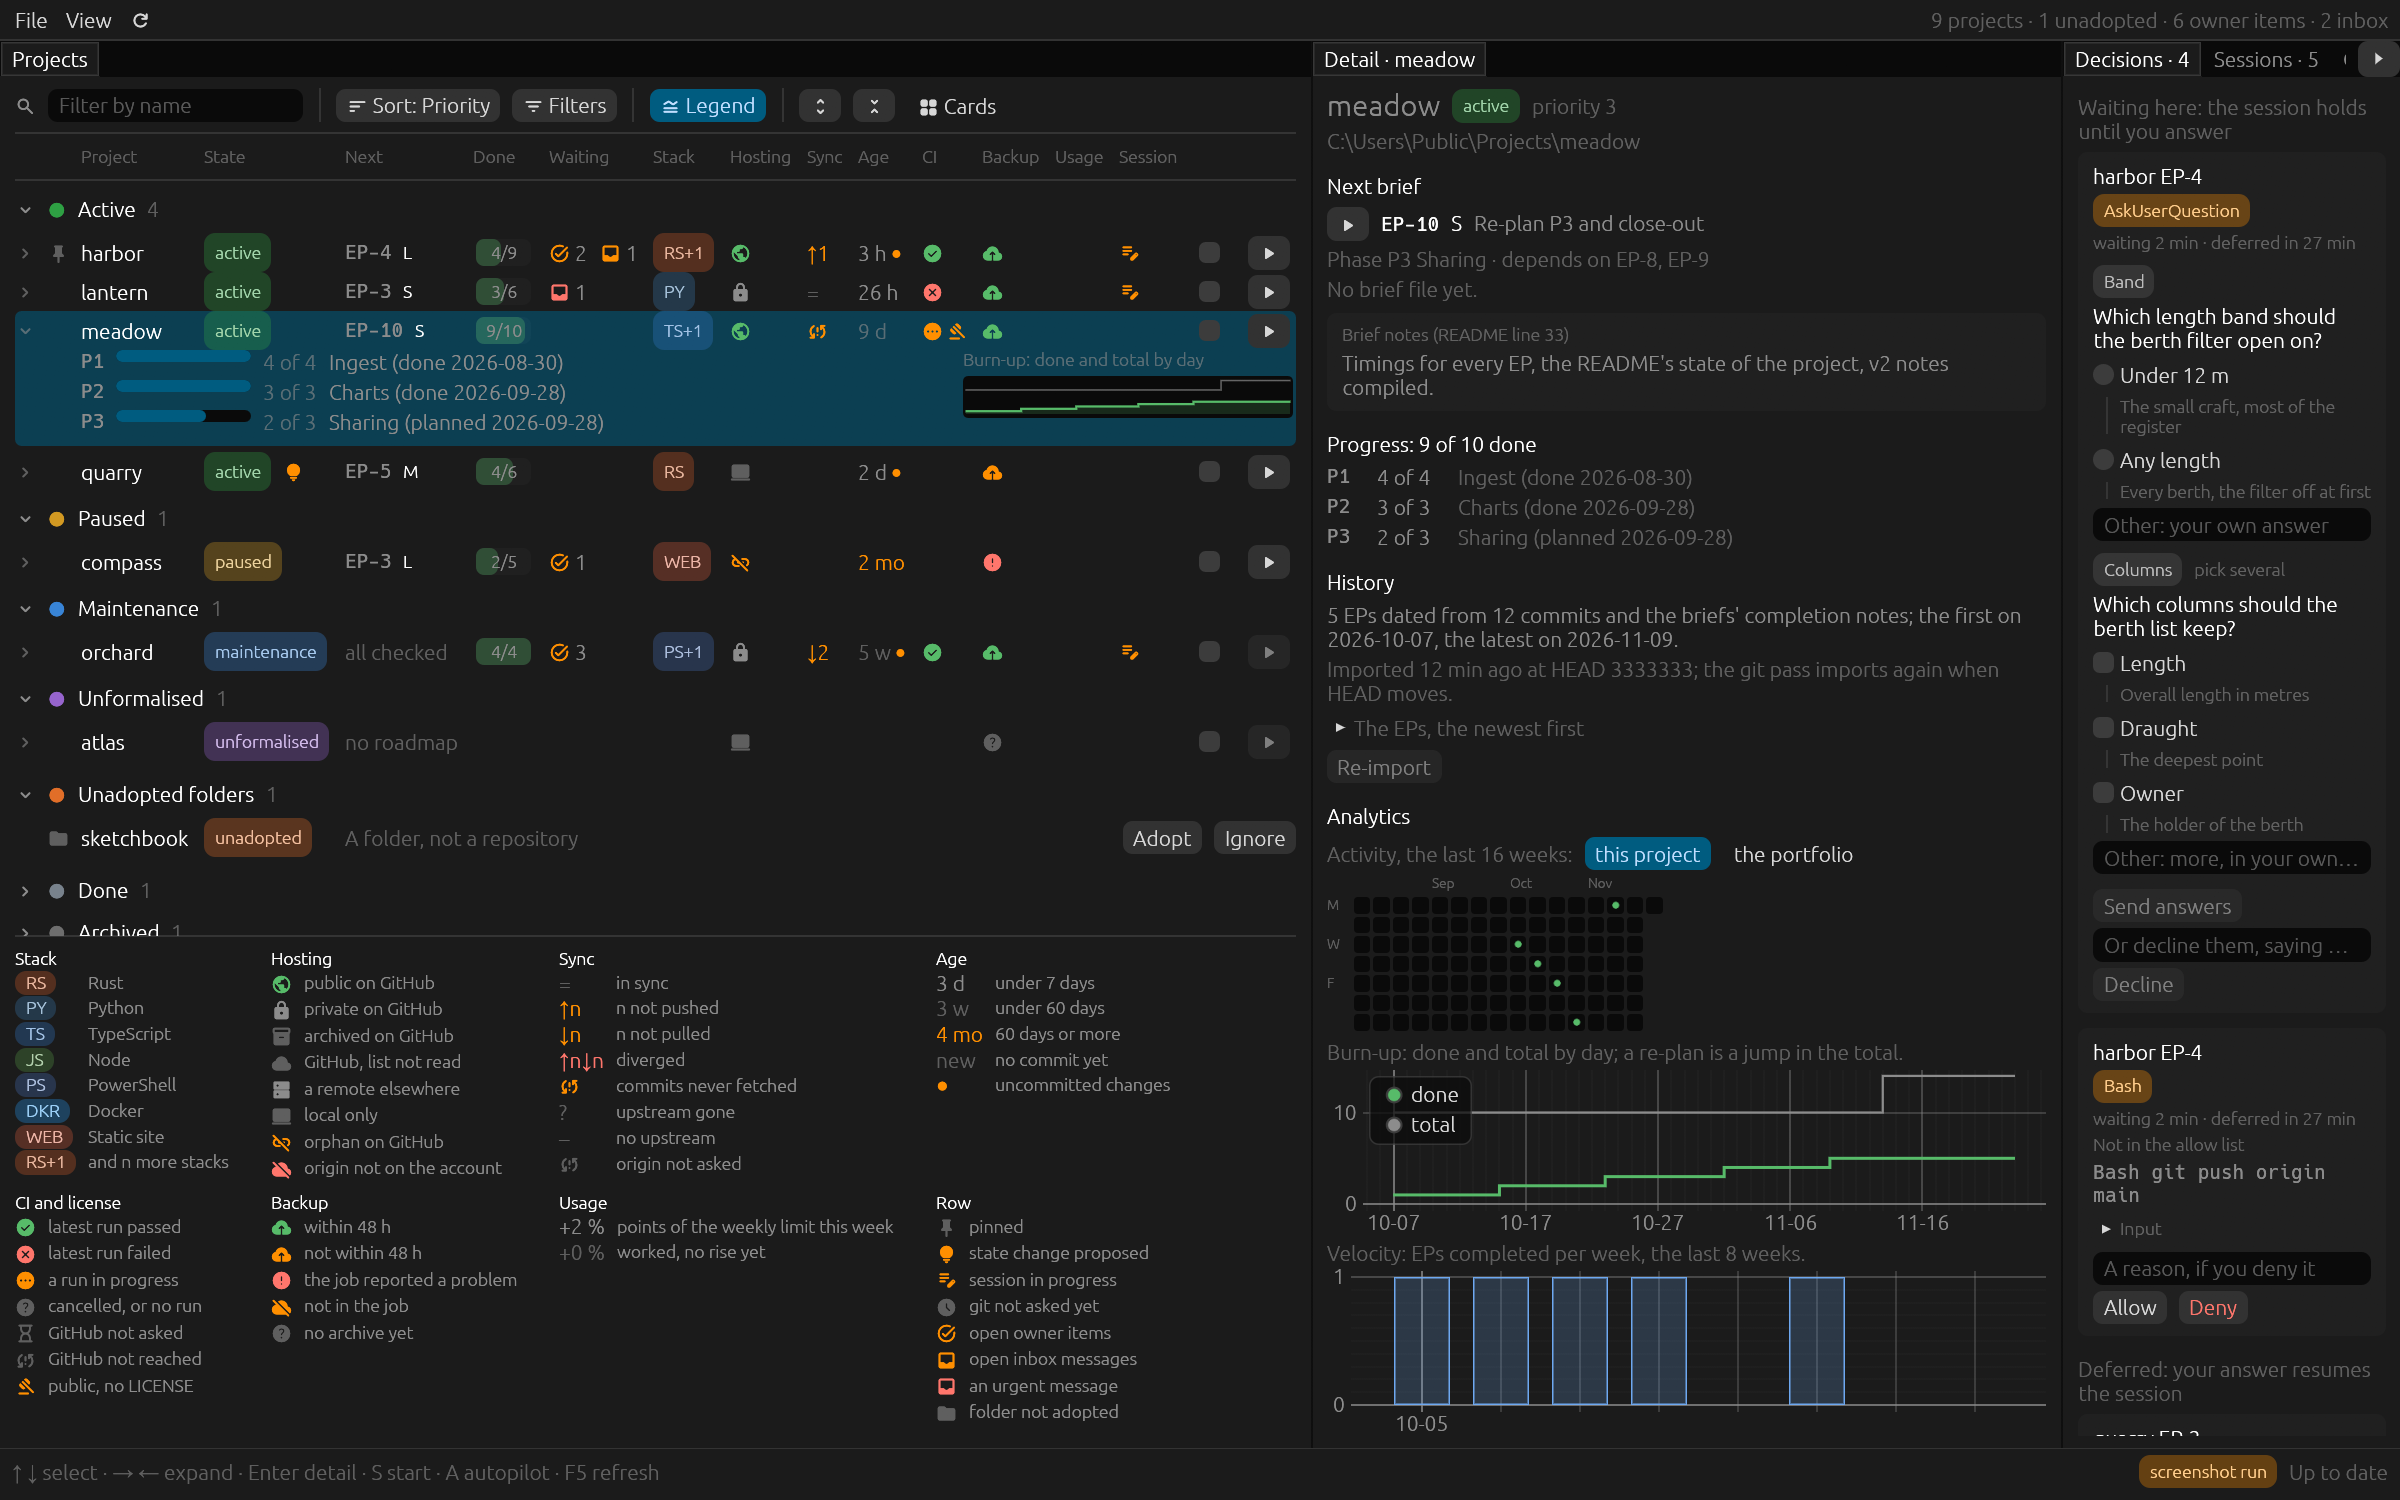 File View
9 projects · 1 unadopted · 6 owner items · 2 inbox
Projects
Filter by name
Sort: Priority
Filters
Legend
Cards
Project State Next Done Waiting Stack Hosting Sync Age CI Backup Usage Session
Active 4
harbor active EP-4 L 4/9 2 1 RS+1 ↑1 3 h
lantern active EP-3 S 3/6 1 PY = 26 h
meadow active EP-10 S 9/10 TS+1 9 d
P1 4 of 4 Ingest (done 2026-08-30)
P2 3 of 3 Charts (done 2026-09-28)
P3 2 of 3 Sharing (planned 2026-09-28)
Burn-up: done and total by day
quarry active EP-5 M 4/6 RS 2 d
Paused 1
compass paused EP-3 L 2/5 1 WEB 2 mo
Maintenance 1
orchard maintenance all checked 4/4 3 PS+1 ↓2 5 w
Unformalised 1
atlas unformalised no roadmap
Unadopted folders 1
sketchbook unadopted A folder, not a repository Adopt Ignore
Done 1
Archived 1
Stack
RS Rust
PY Python
TS TypeScript
JS Node
PS PowerShell
DKR Docker
WEB Static site
RS+1 and n more stacks
Hosting
public on GitHub
private on GitHub
archived on GitHub
GitHub, list not read
a remote elsewhere
local only
orphan on GitHub
origin not on the account
Sync
= in sync
↑n n not pushed
↓n n not pulled
↑n↓n diverged
commits never fetched
? upstream gone
– no upstream
origin not asked
Age
3 d under 7 days
3 w under 60 days
4 mo 60 days or more
new no commit yet
uncommitted changes
CI and license
latest run passed
latest run failed
a run in progress
cancelled, or no run
GitHub not asked
GitHub not reached
public, no LICENSE
Backup
within 48 h
not within 48 h
the job reported a problem
not in the job
no archive yet
Usage
+2 % points of the weekly limit this week
+0 % worked, no rise yet
Row
pinned
state change proposed
session in progress
git not asked yet
open owner items
open inbox messages
an urgent message
folder not adopted
Detail · meadow
meadow active priority 3
C:\Users\Public\Projects\meadow
Next brief
EP-10 S Re-plan P3 and close-out
Phase P3 Sharing · depends on EP-8, EP-9
No brief file yet.
Brief notes (README line 33)
Timings for every EP, the README's state of the project, v2 notes
compiled.
Progress: 9 of 10 done
P1 4 of 4 Ingest (done 2026-08-30)
P2 3 of 3 Charts (done 2026-09-28)
P3 2 of 3 Sharing (planned 2026-09-28)
History
5 EPs dated from 12 commits and the briefs' completion notes; the first on
2026-10-07, the latest on 2026-11-09.
Imported 12 min ago at HEAD 3333333; the git pass imports again when
HEAD moves.
The EPs, the newest first
Re-import
Analytics
Activity, the last 16 weeks: this project the portfolio
Sep Oct Nov
M
W
F
Burn-up: done and total by day; a re-plan is a jump in the total.
done
total
10
0
10-07 10-17 10-27 11-06 11-16
Velocity: EPs completed per week, the last 8 weeks.
1
0
10-05
Decisions · 4
Sessions · 5
Waiting here: the session holds
until you answer
harbor EP-4
AskUserQuestion
waiting 2 min · deferred in 27 min
Band
Which length band should
the berth filter open on?
Under 12 m
The small craft, most of the
register
Any length
Every berth, the filter off at first
Other: your own answer
Columns pick several
Which columns should the
berth list keep?
Length
Overall length in metres
Draught
The deepest point
Owner
The holder of the berth
Other: more, in your own…
Send answers
Or decline them, saying …
Decline
harbor EP-4
Bash
waiting 2 min · deferred in 27 min
Not in the allow list
Bash git push origin
main
Input
A reason, if you deny it
Allow Deny
Deferred: your answer resumes
the session
↑↓ select · →← expand · Enter detail · S start · A autopilot · F5 refresh
screenshot run
Up to date